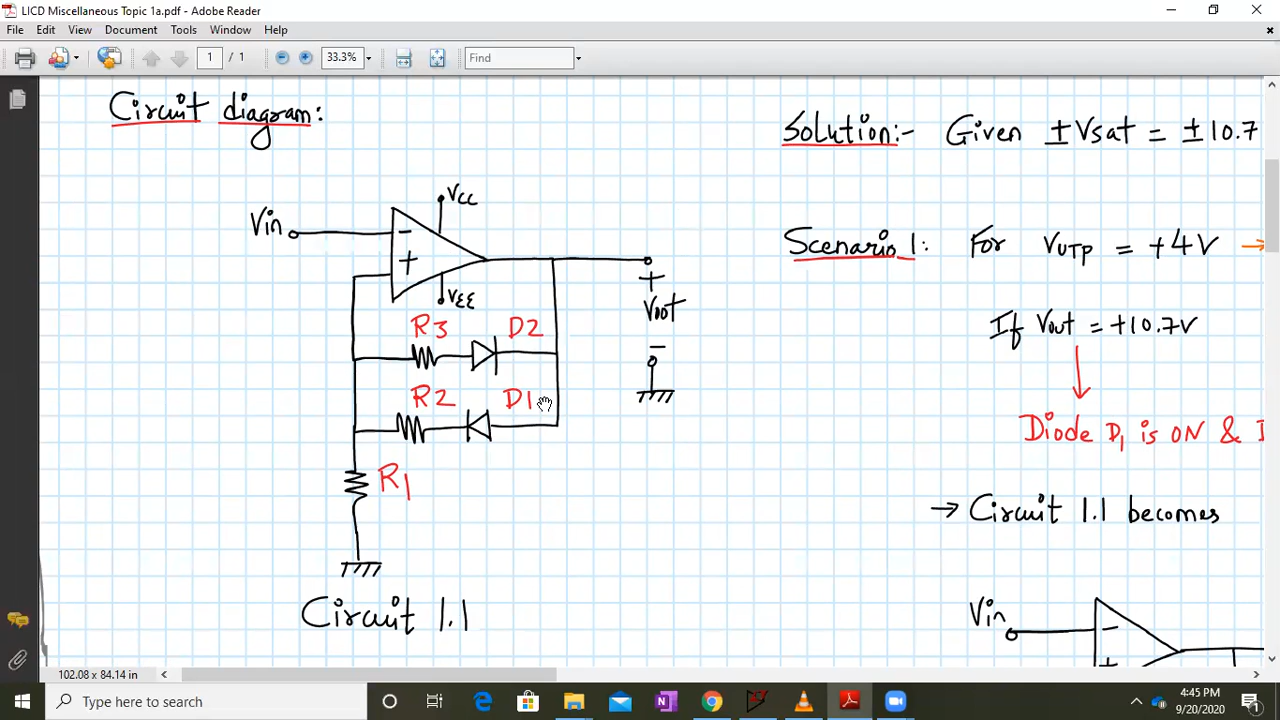 LICD Miscellaneous Topic 1a.pdf - Adobe Reader
File Edit View Document Tools Window Help
1 / 1 33.3% Find
Circuit diagram:
Vin
Vcc
-
+
VEE
R3 D2
R2 D1
R1
+
Vout
-
Circuit 1.1
Solution:- Given ±Vsat = ±10.7
Scenario 1: For VUTP = +4V →
If Vout = +10.7V
Diode D1 is ON &
→ Circuit 1.1 becomes
Vin
-
+
102.08 x 84.14 in
Type here to search
4:45 PM
9/20/2020
1